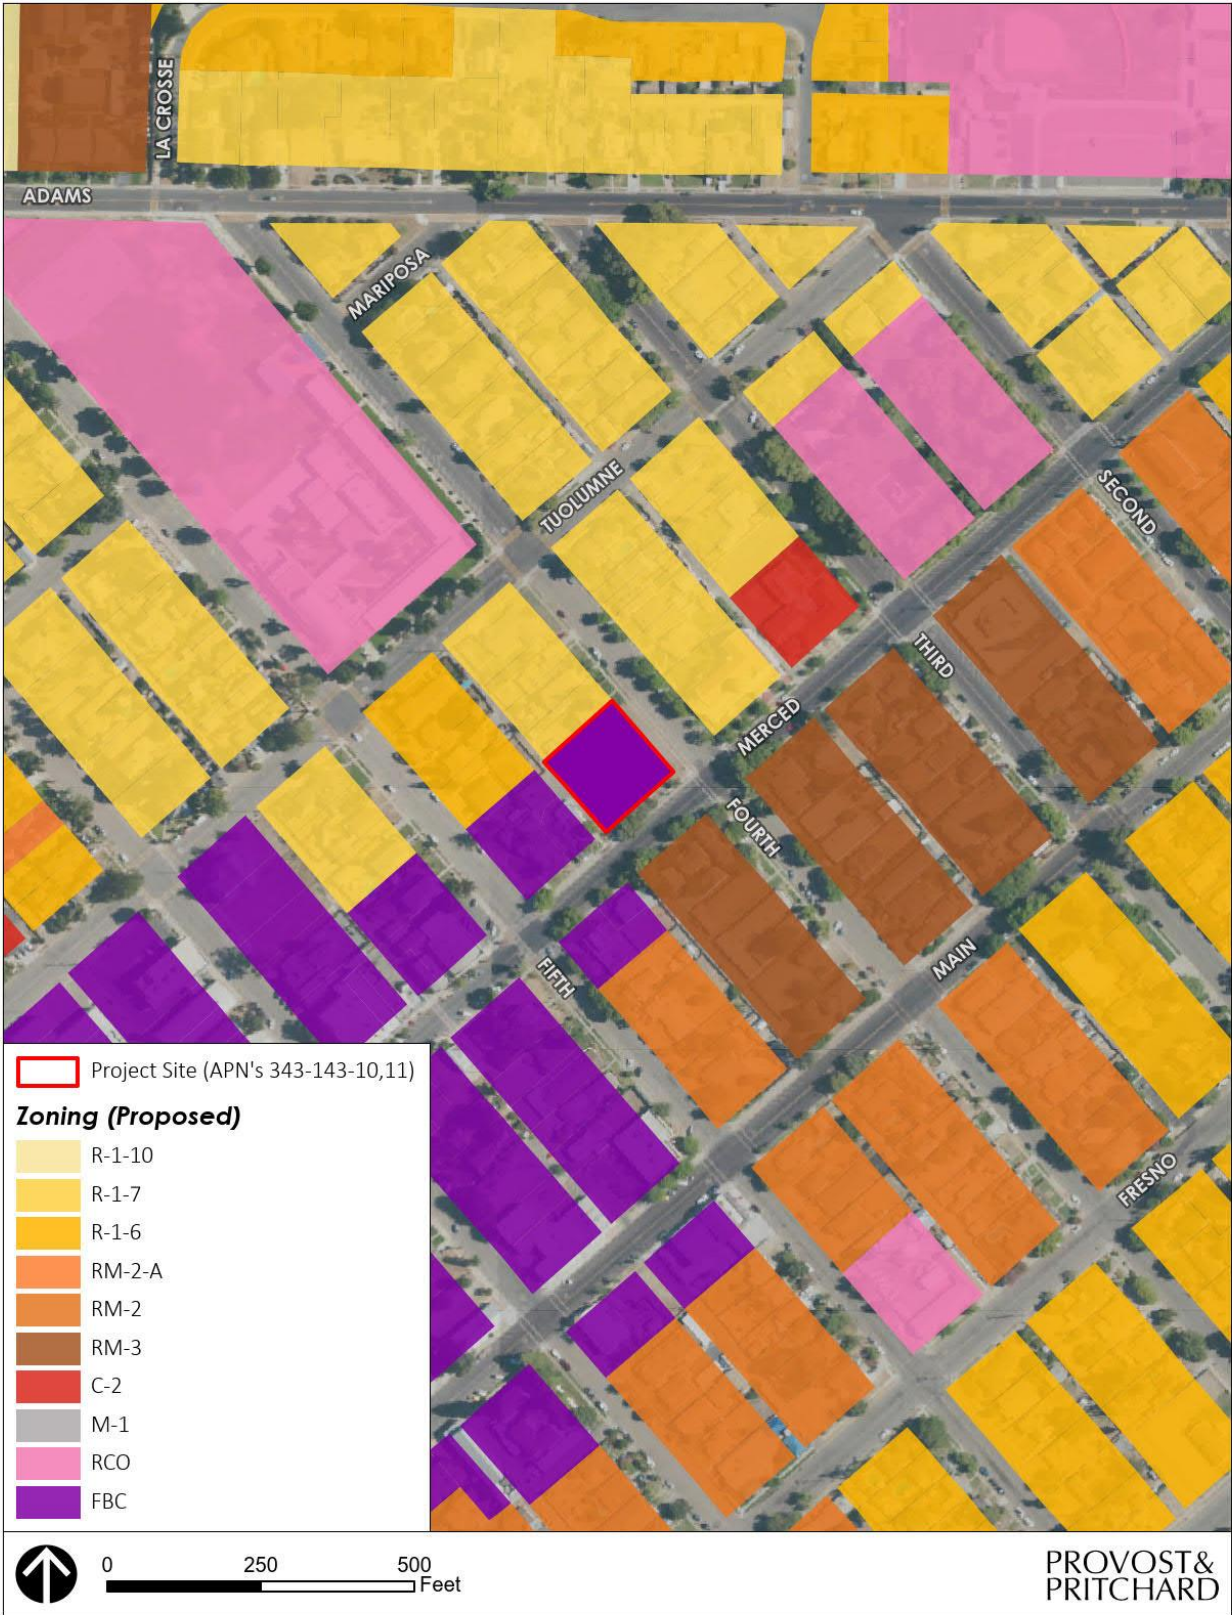 LA CROSSE
ADAMS
MARIPOSA
TUOLUMNE
SECOND
THIRD
MERCED
FOURTH
MAIN
FIFTH
FRESNO
Project Site (APN's 343-143-10,11)
Zoning (Proposed)
R-1-10
R-1-7
R-1-6
RM-2-A
RM-2
RM-3
C-2
M-1
RCO
FBC
0 250 500
Feet
PROVOST&
PRITCHARD